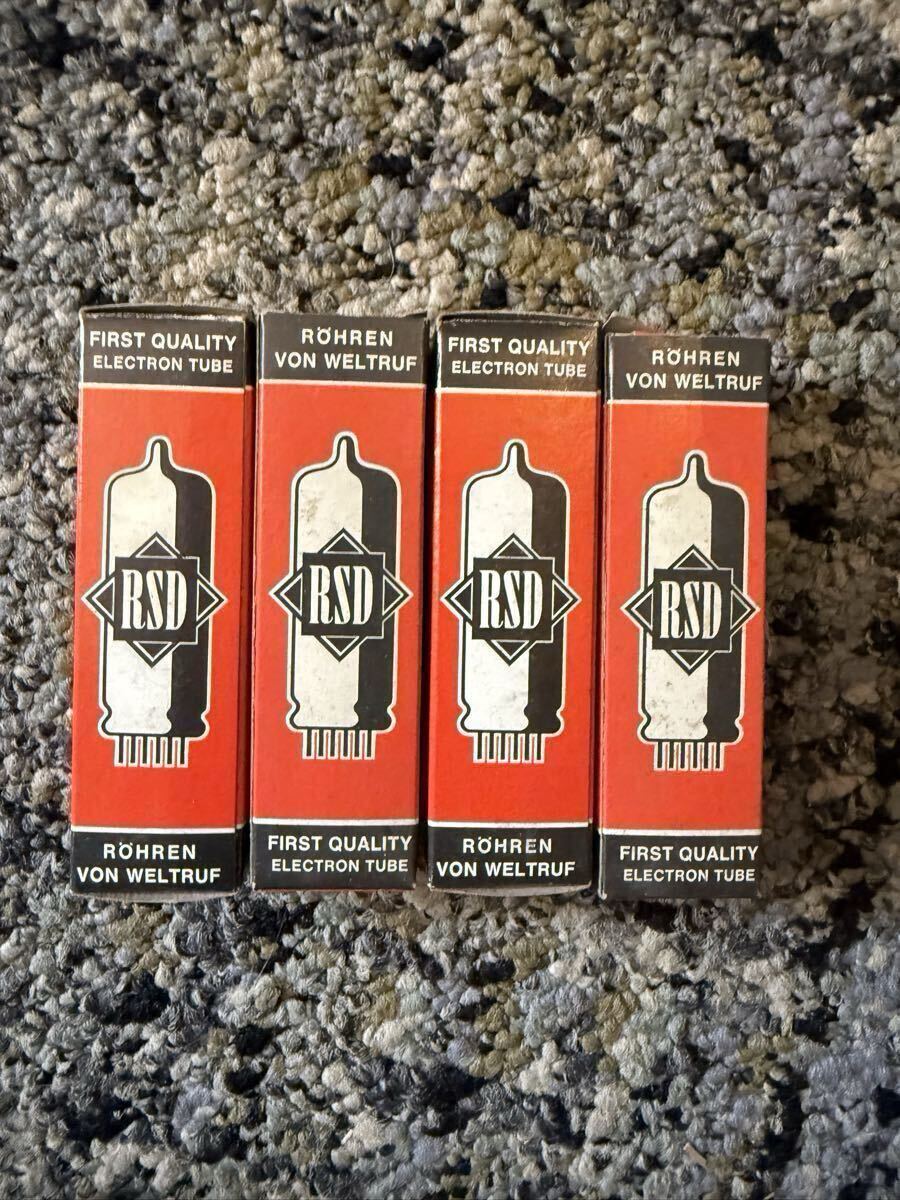 FIRST QUALITY
ELECTRON TUBE
RSD
RÖHREN
VON WELTRUF
RÖHREN
VON WELTRUF
RSD
FIRST QUALITY
ELECTRON TUBE
FIRST QUALITY
ELECTRON TUBE
RSD
RÖHREN
VON WELTRUF
RÖHREN
VON WELTRUF
RSD
FIRST QUALITY
ELECTRON TUBE